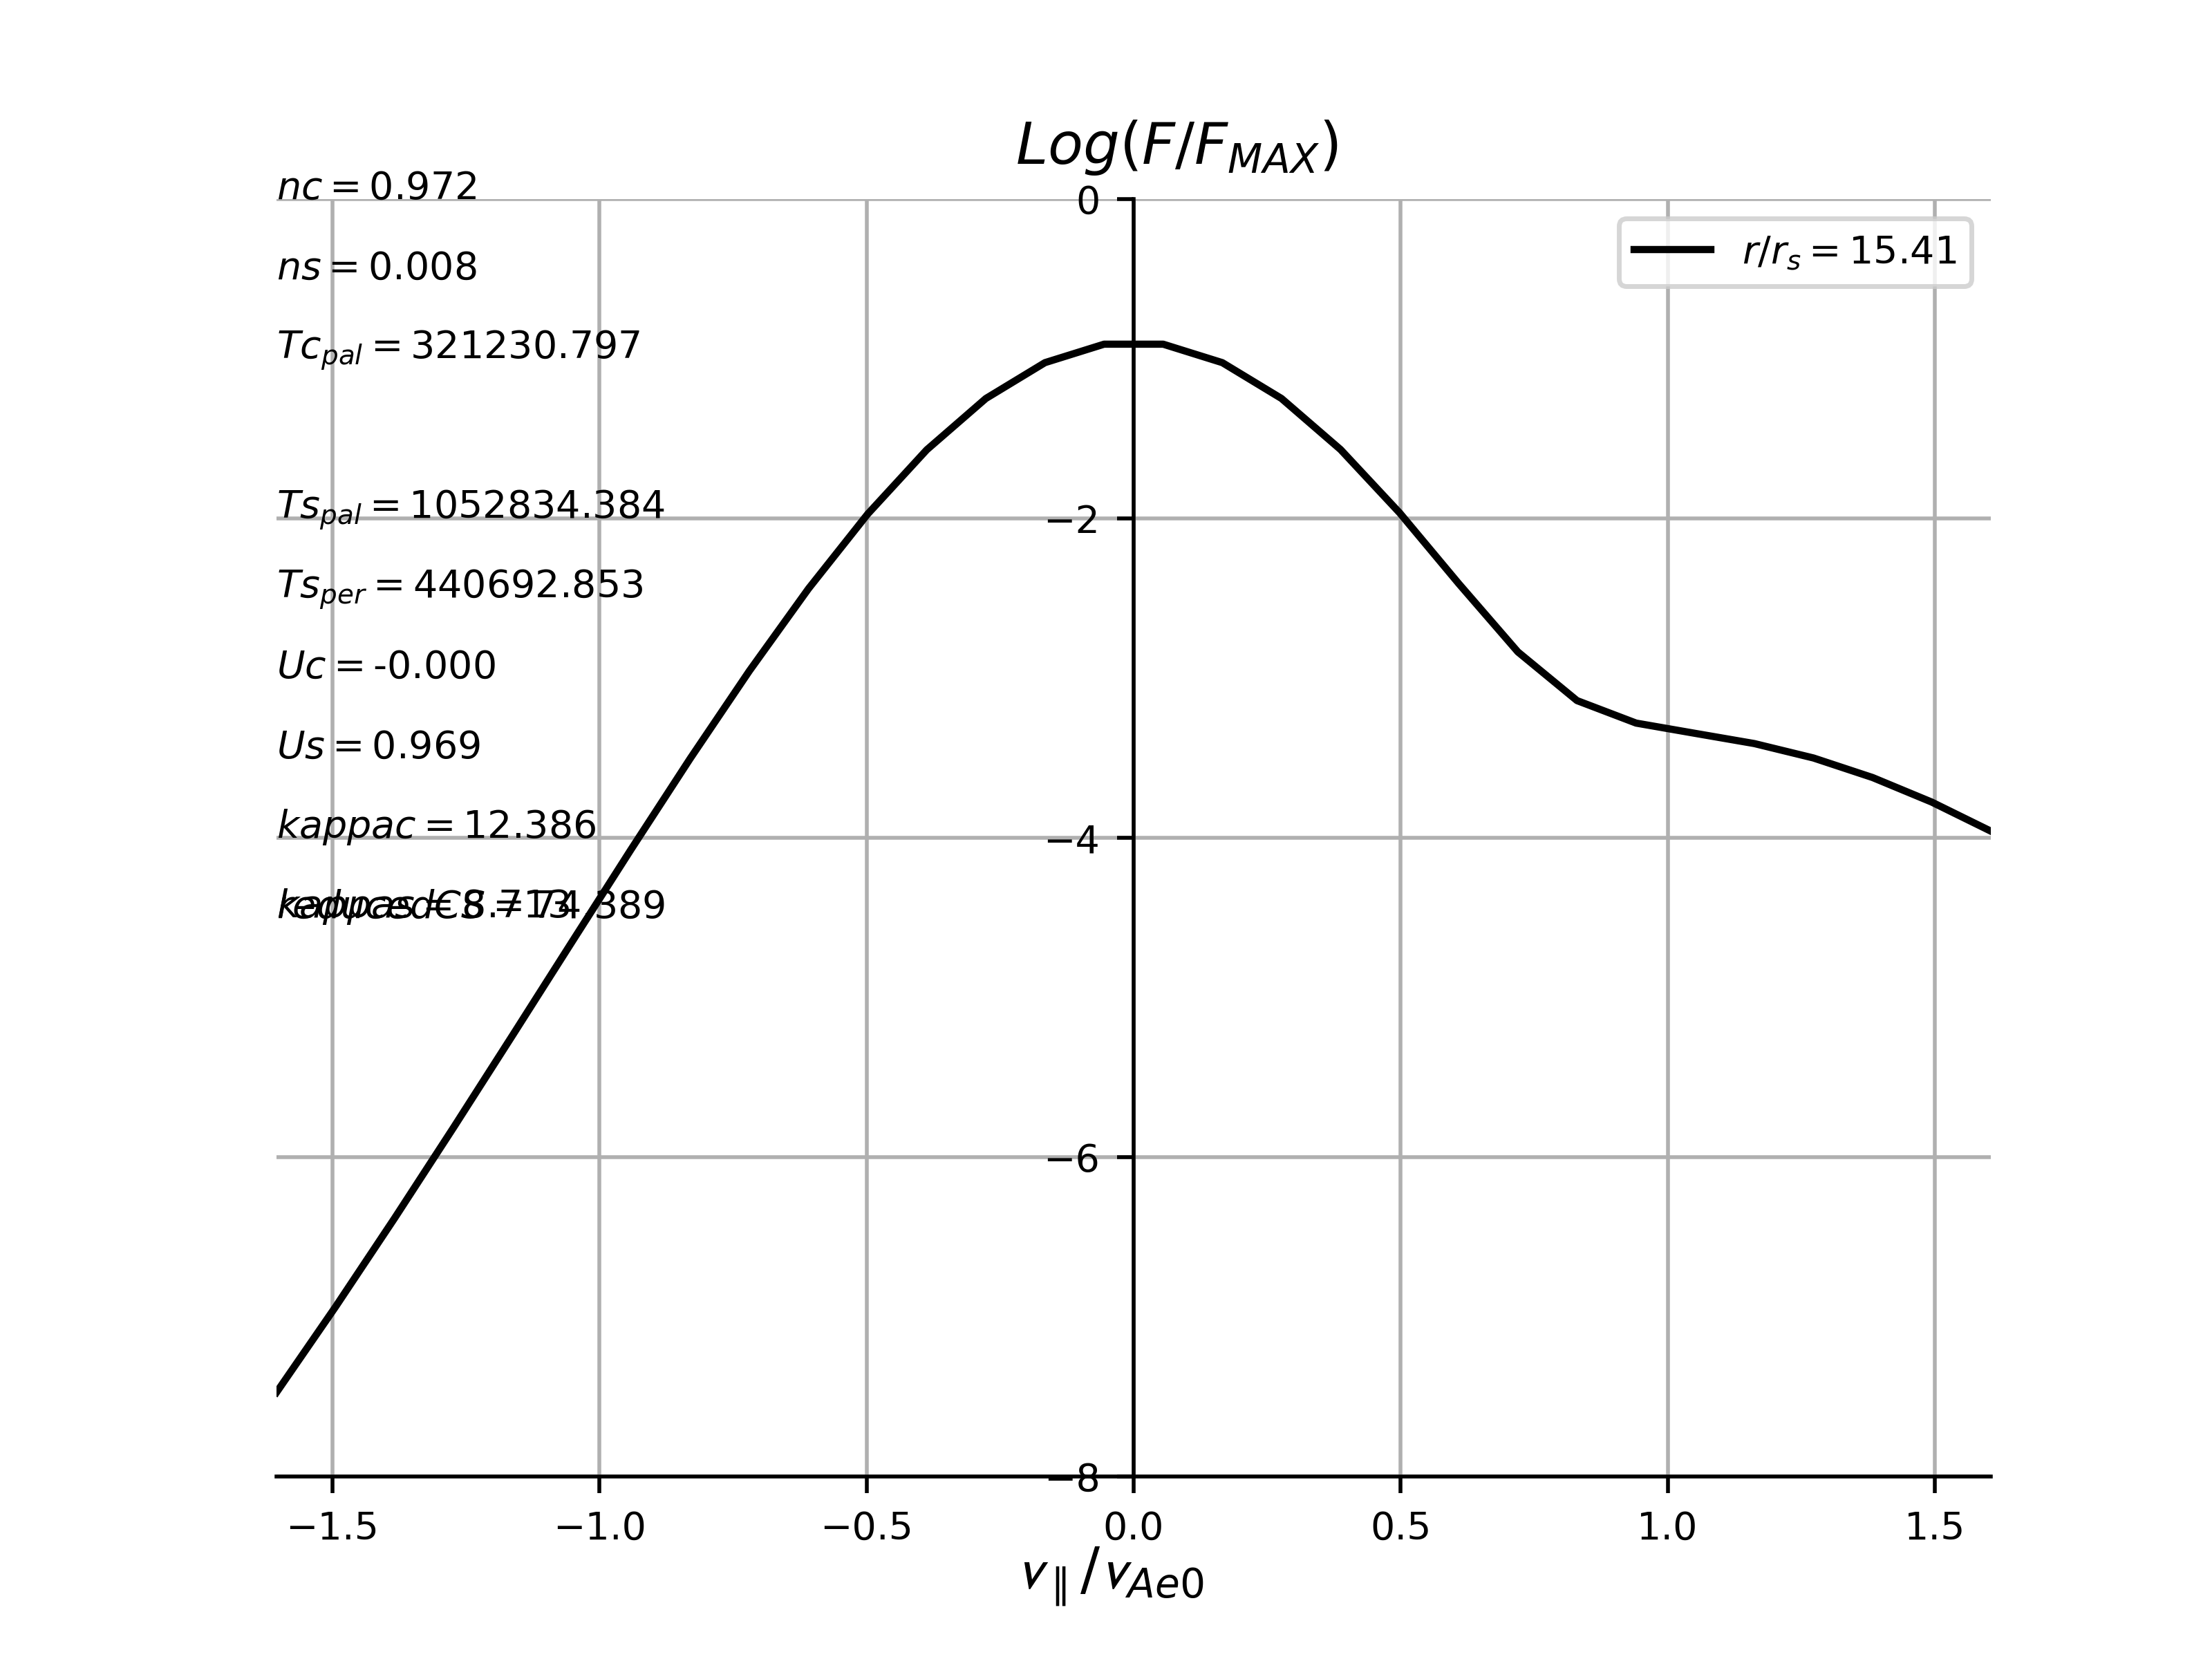 Log(F/F_MAX)
nc = 0.972
0
r/r_s = 15.41
ns = 0.008
Tc_pal = 321230.797
Ts_pal = 1052834.384
−2
Ts_per = 440692.853
Uc = -0.000
Us = 0.969
kappac = 12.386
−4
kappas = 8.713
−6
−8
−1.5 −1.0 −0.5 0.0 0.5 1.0 1.5
v_∥/v_Ae0